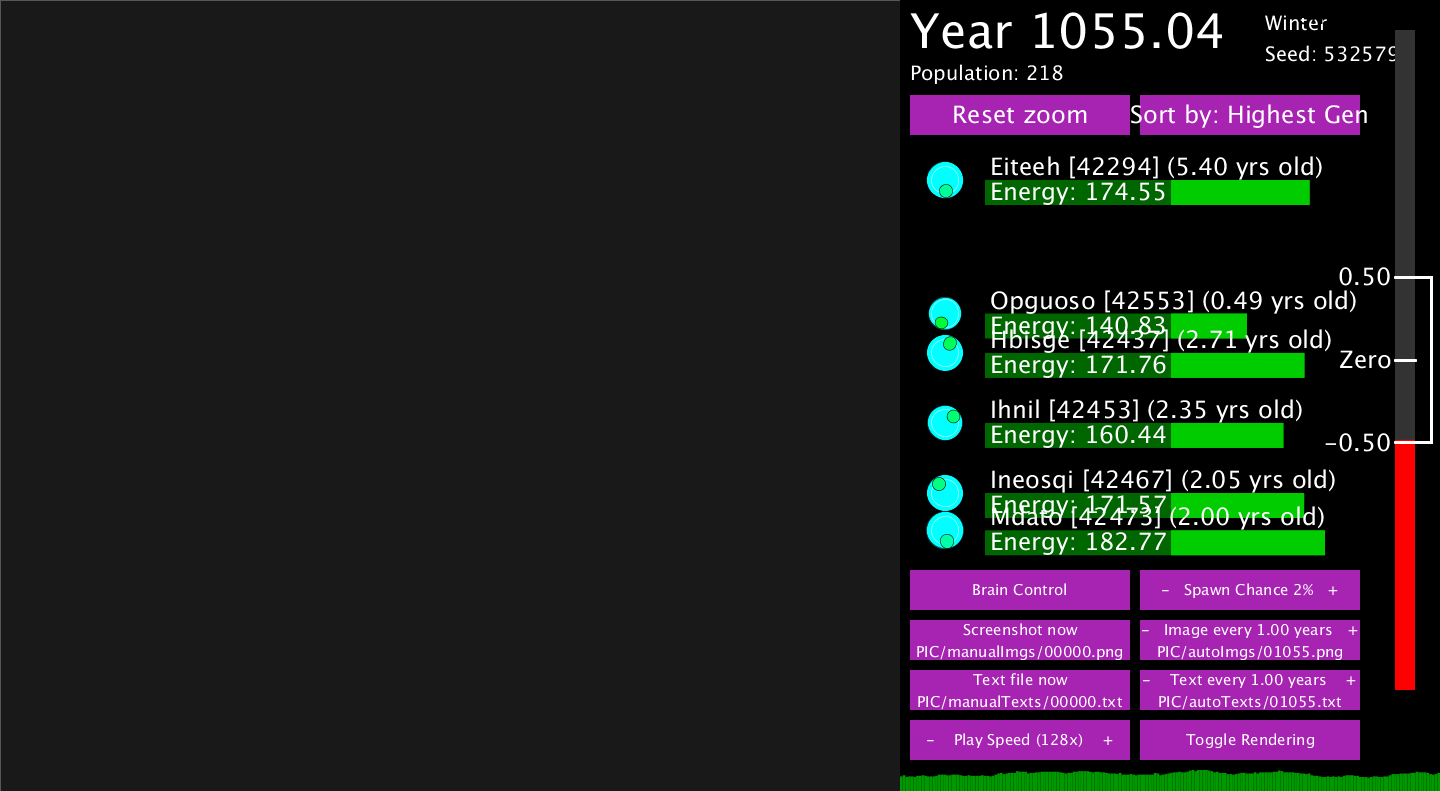 Year 1055.04
Winter
Seed: 532579
Population: 218
Reset zoom
Sort by: Highest Gen
Eiteeh [42294] (5.40 yrs old)
Energy: 174.55
0.50
Opguoso [42553] (0.49 yrs old)
Energy: 140.83
Hbisge [42437] (2.71 yrs old)
Energy: 171.76
Zero
Ihnil [42453] (2.35 yrs old)
Energy: 160.44
-0.50
Ineosqi [42467] (2.05 yrs old)
Energy: 171.57
Mdato [42473] (2.00 yrs old)
Energy: 182.77
Brain Control
- Spawn Chance 2% +
Screenshot now
PIC/manualImgs/00000.png
- Image every 1.00 years +
PIC/autoImgs/01055.png
Text file now
PIC/manualTexts/00000.txt
- Text every 1.00 years +
PIC/autoTexts/01055.txt
- Play Speed (128x) +
Toggle Rendering